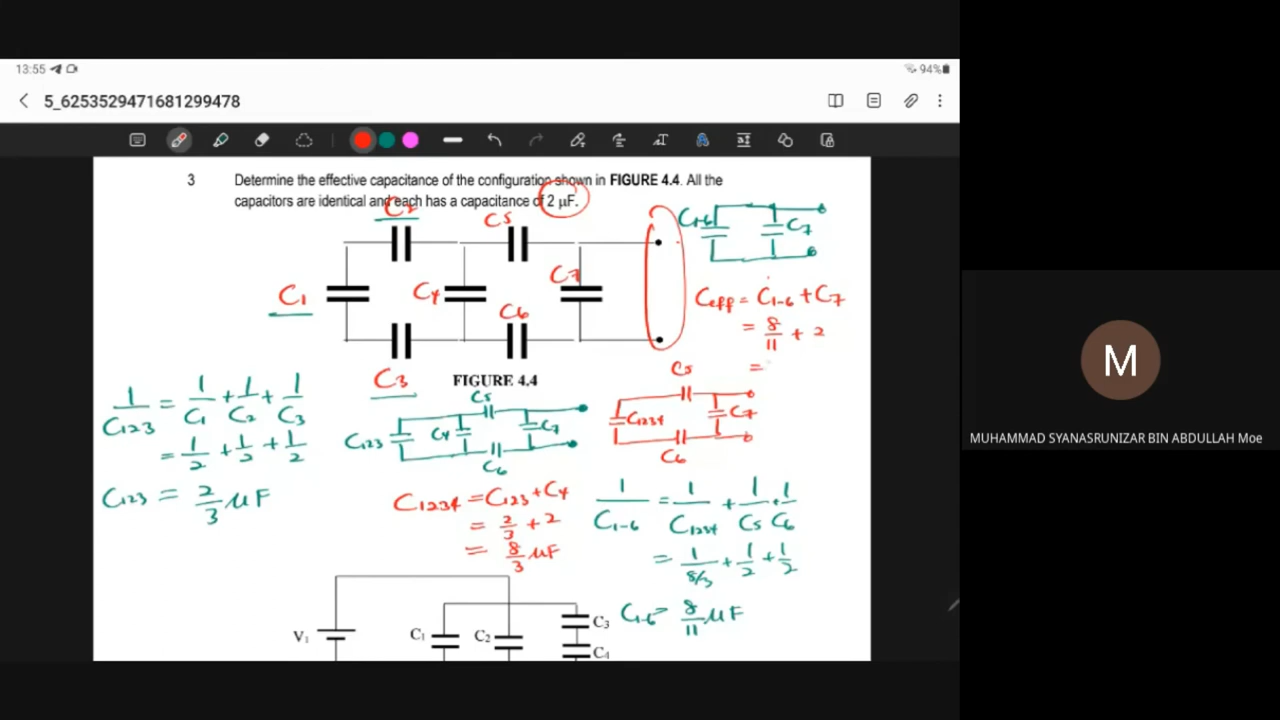 13:55
94%
5_6253529471681299478
3 Determine the effective capacitance of the configuration shown in FIGURE 4.4. All the
capacitors are identical and each has a capacitance of 2 μF.
C2
C5
C1
C4
C7
C6
C3
FIGURE 4.4
C1-6
C7
Ceff = C1-6 + C7
= 8/11 + 2
=
1/C123 = 1/C1 + 1/C2 + 1/C3
= 1/2 + 1/2 + 1/2
C123 = 2/3 μF
C5
C123
C4
C7
C6
C1234 = C123 + C4
= 2/3 + 2
= 8/3 μF
C5
C1234
C7
C6
1/C1-6 = 1/C1234 + 1/C5 + 1/C6
= 1/8/3 + 1/2 + 1/2
C1-6 = 8/11 μF
V1
C1
C2
C3
C4
M
MUHAMMAD SYANASRUNIZAR BIN ABDULLAH Moe